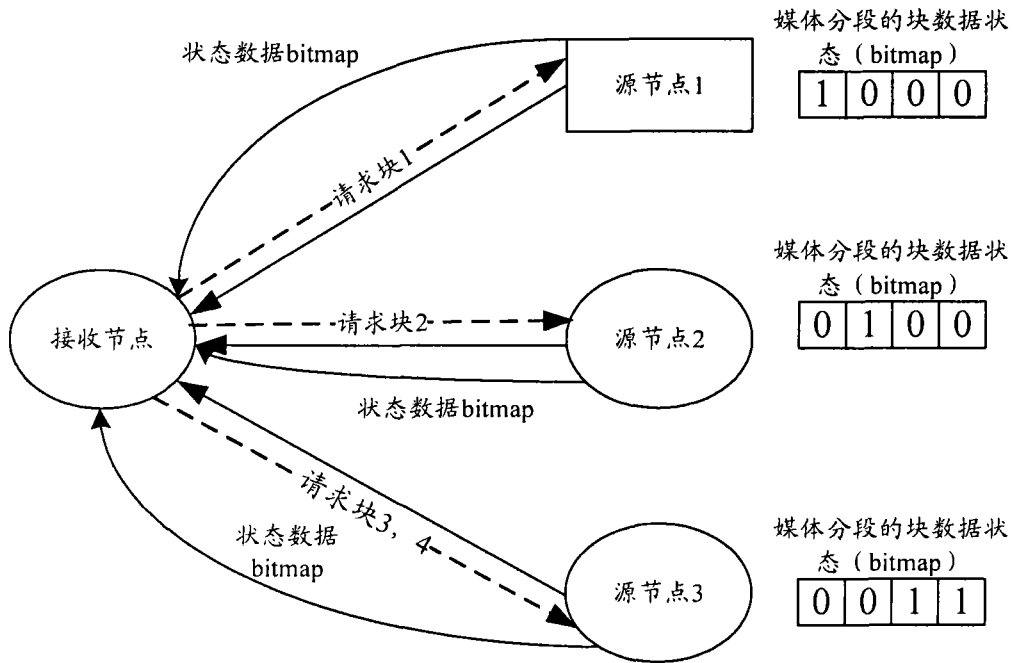 状态数据bitmap
源节点1
媒体分段的块数据状
态（bitmap）
1 0 0 0
请求块1
接收节点
请求块2
源节点2
媒体分段的块数据状
态（bitmap）
0 1 0 0
状态数据bitmap
请求块3，4
状态数据
bitmap
源节点3
媒体分段的块数据状
态（bitmap）
0 0 1 1